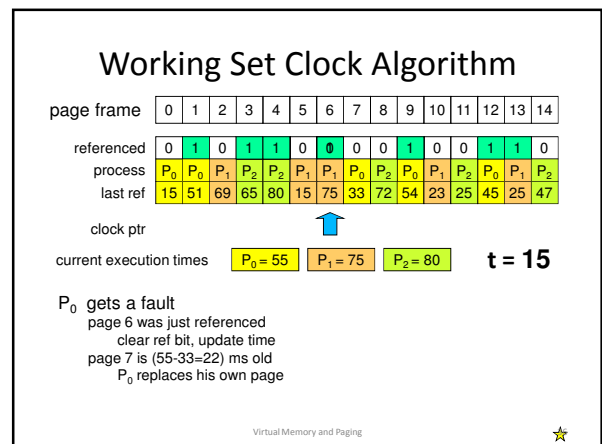 Working Set Clock Algorithm
page frame 0 1 2 3 4 5 6 7 8 9 10 11 12 13 14
referenced 0 1 0 1 1 0 0 0 0 1 0 0 1 1 0
process P0 P0 P1 P2 P2 P1 P1 P0 P2 P0 P1 P2 P0 P1 P2
last ref 15 51 69 65 80 15 75 33 72 54 23 25 45 25 47
clock ptr
current execution times P0 = 55 P1 = 75 P2 = 80 t = 15
P0 gets a fault
page 6 was just referenced
clear ref bit, update time
page 7 is (55-33=22) ms old
P0 replaces his own page
Virtual Memory and Paging